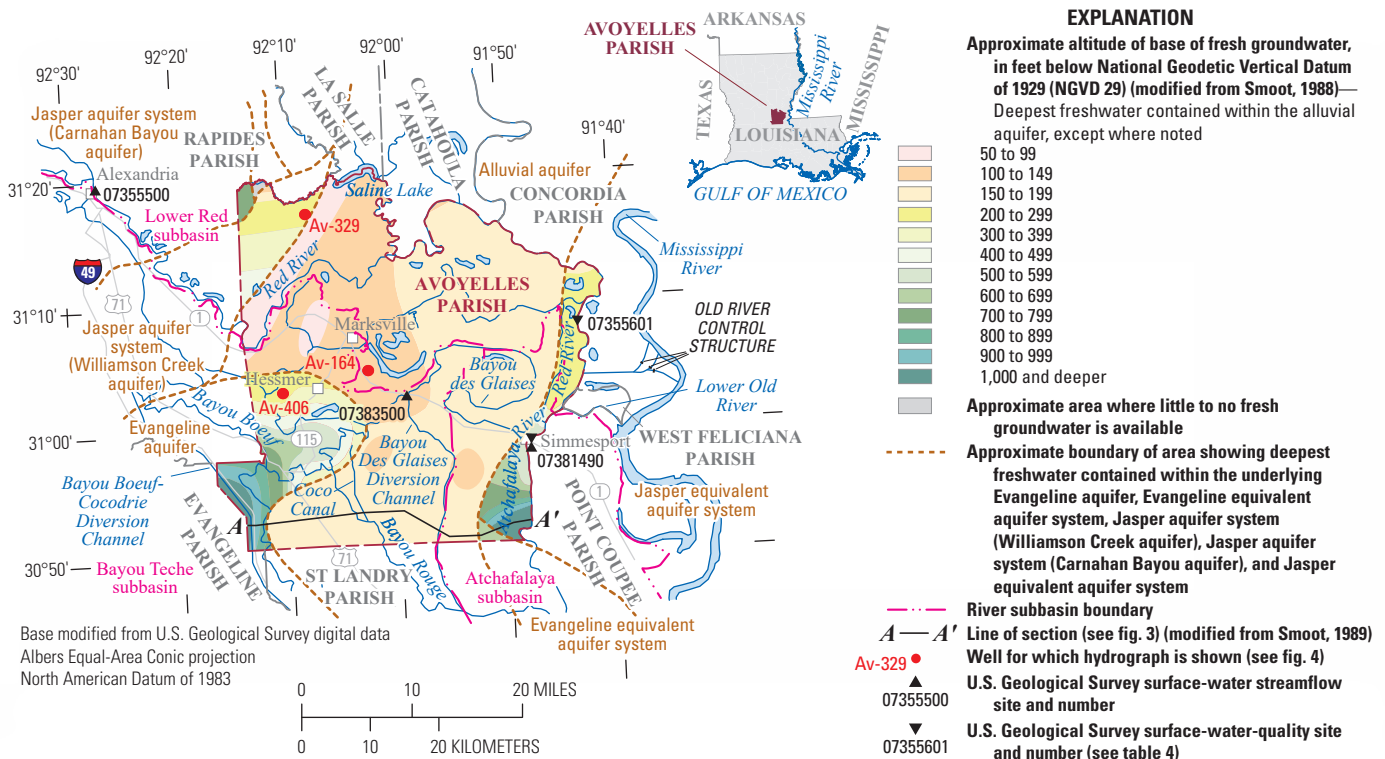 92°30'
92°20'
92°10'
92°00'
91°50'
91°40'
31°20'
31°10'
31°00'
30°50'
Jasper aquifer system
(Carnahan Bayou
aquifer)
RAPIDES
PARISH
LA SALLE
PARISH
CATAHOULA
PARISH
Alluvial aquifer
CONCORDIA
PARISH
Alexandria
07355500
Lower Red
subbasin
Saline Lake
Av-329
Red River
Mississippi
River
49
71
1
AVOYELLES
PARISH
Marksville
07355601
OLD RIVER
CONTROL
STRUCTURE
Jasper aquifer
system
(Williamson Creek
aquifer)
Av-164
Bayou
des Glaises
Red River
Hessmer
Av-406
07383500
Lower Old
River
Bayou Boeuf
Evangeline
aquifer
115
Bayou
Des Glaises
Diversion
Channel
Atchafalaya River
Simmesport
07381490
WEST FELICIANA
PARISH
Bayou Boeuf-
Cocodrie
Diversion
Channel
Coco
Canal
1
Jasper equivalent
aquifer system
POINT COUPEE
PARISH
EVANGELINE
PARISH
A
A'
71
Bayou Rouge
Bayou Teche
subbasin
ST LANDRY
PARISH
Atchafalaya
subbasin
Evangeline equivalent
aquifer system
Base modified from U.S. Geological Survey digital data
Albers Equal-Area Conic projection
North American Datum of 1983
0 10 20 MILES
0 10 20 KILOMETERS
ARKANSAS
AVOYELLES
PARISH
Mississippi
River
MISSISSIPPI
TEXAS
LOUISIANA
GULF OF MEXICO
EXPLANATION
Approximate altitude of base of fresh groundwater,
in feet below National Geodetic Vertical Datum
of 1929 (NGVD 29) (modified from Smoot, 1988)—
Deepest freshwater contained within the alluvial
aquifer, except where noted
50 to 99
100 to 149
150 to 199
200 to 299
300 to 399
400 to 499
500 to 599
600 to 699
700 to 799
800 to 899
900 to 999
1,000 and deeper
Approximate area where little to no fresh
groundwater is available
Approximate boundary of area showing deepest
freshwater contained within the underlying
Evangeline aquifer, Evangeline equivalent
aquifer system, Jasper aquifer system
(Williamson Creek aquifer), Jasper aquifer
system (Carnahan Bayou aquifer), and Jasper
equivalent aquifer system
River subbasin boundary
A A' Line of section (see fig. 3) (modified from Smoot, 1989)
Av-329 Well for which hydrograph is shown (see fig. 4)
U.S. Geological Survey surface-water streamflow
07355500 site and number
U.S. Geological Survey surface-water-quality site
07355601 and number (see table 4)